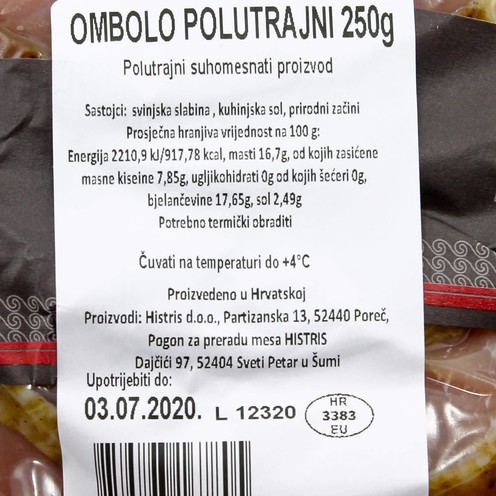 OMBOLO POLUTRAJNI 250g
Polutrajni suhomesnati proizvod
Sastojci: svinjska slabina , kuhinjska sol, prirodni začini
Prosječna hranjiva vrijednost na 100 g:
Energija 2210,9 kJ/917,78 kcal, masti 16,7g, od kojih zasićene
masne kiseine 7,85g, ugljikohidrati 0g od kojih šećeri 0g,
bjelančevine 17,65g, sol 2,49g
Potrebno termički obraditi
Čuvati na temperaturi do +4°C
Proizvedeno u Hrvatskoj
Proizvodi: Histris d.o.o., Partizanska 13, 52440 Poreč,
Pogon za preradu mesa HISTRIS
Dajčići 97, 52404 Sveti Petar u Šumi
Upotrijebiti do:
03.07.2020. L 12320
HR
3383
EU